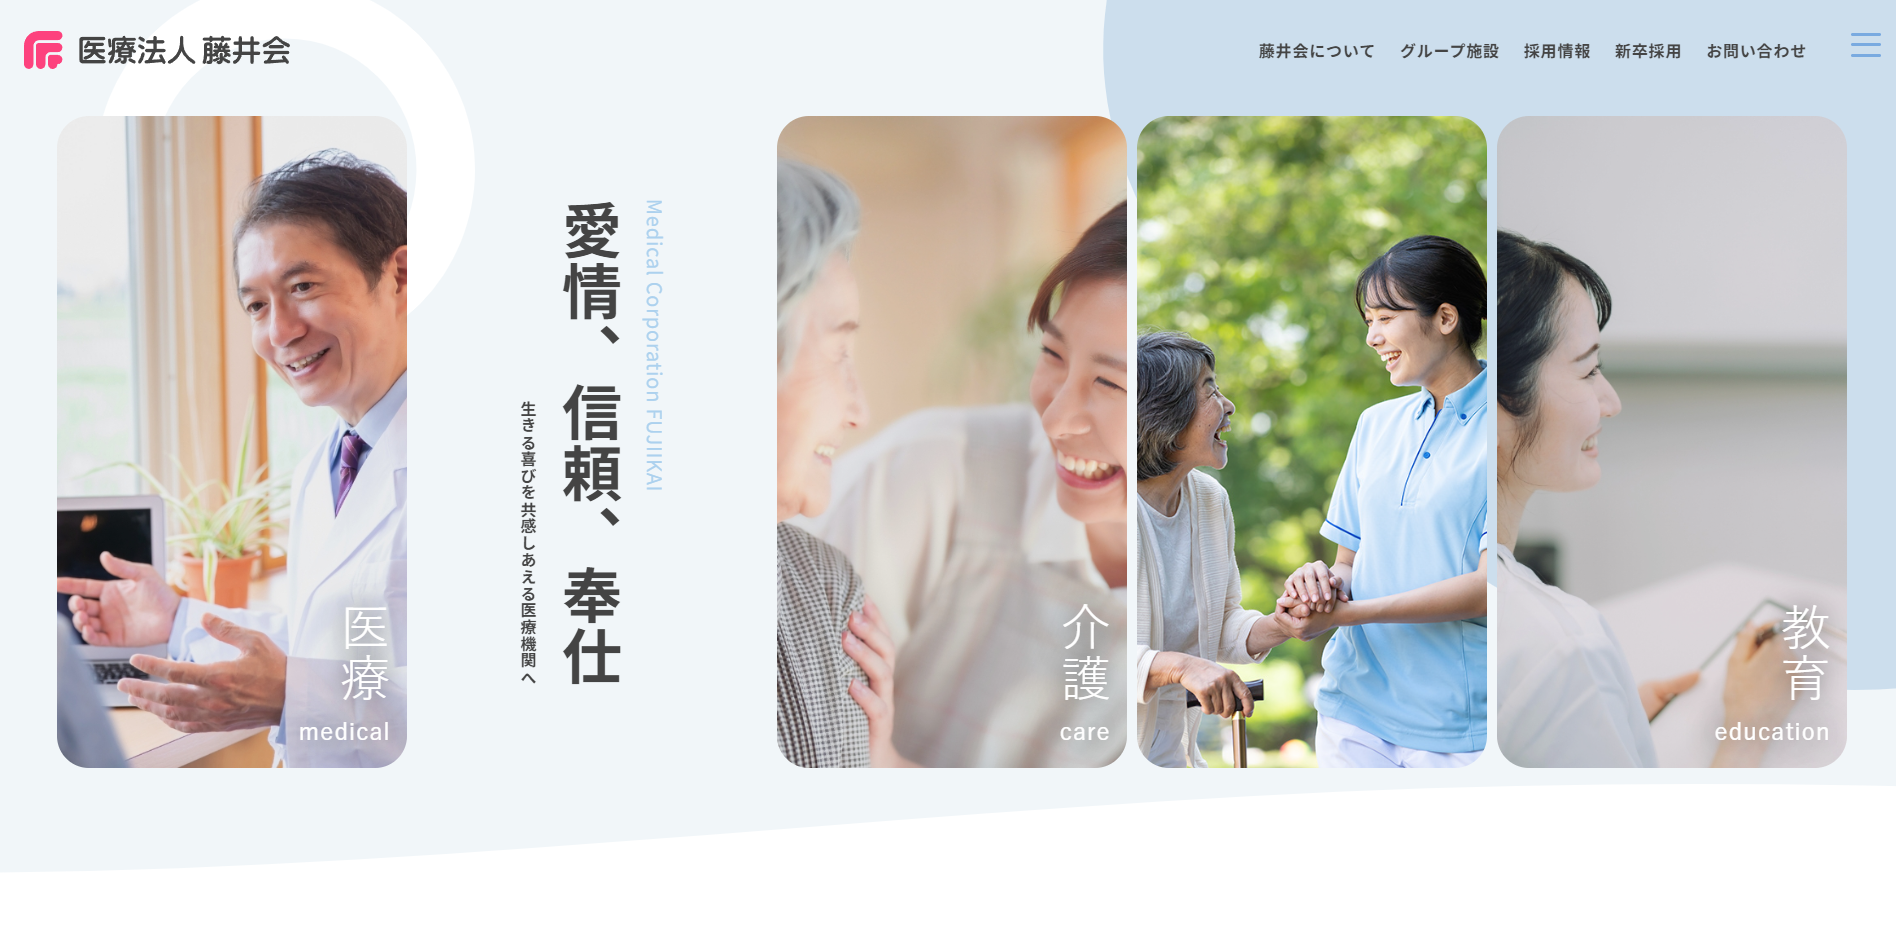 医療法人 藤井会
藤井会について
グループ施設
採用情報
新卒採用
お問い合わせ
医療
medical
Medical Corporation FUJIIKAI
愛情、信頼、奉仕
生きる喜びを共感しあえる医療機関へ
介護
care
教育
education